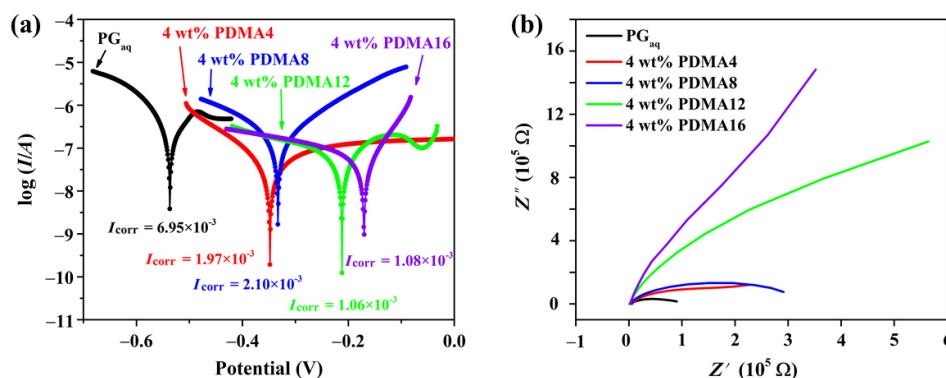 (a)
–4
–5
–6
–7
–8
–9
–10
–11
log (I/A)
PGaq
4 wt% PDMA4
4 wt% PDMA8
4 wt% PDMA12
4 wt% PDMA16
Icorr = 6.95×10⁻³
Icorr = 1.97×10⁻³
Icorr = 2.10×10⁻³
Icorr = 1.06×10⁻³
Icorr = 1.08×10⁻³
–0.6 –0.4 –0.2 0.0
Potential (V)
(b)
16
12
8
4
0
Z″ (10⁵ Ω)
PGaq
4 wt% PDMA4
4 wt% PDMA8
4 wt% PDMA12
4 wt% PDMA16
–1 0 1 2 3 4 5 6
Z′ (10⁵ Ω)